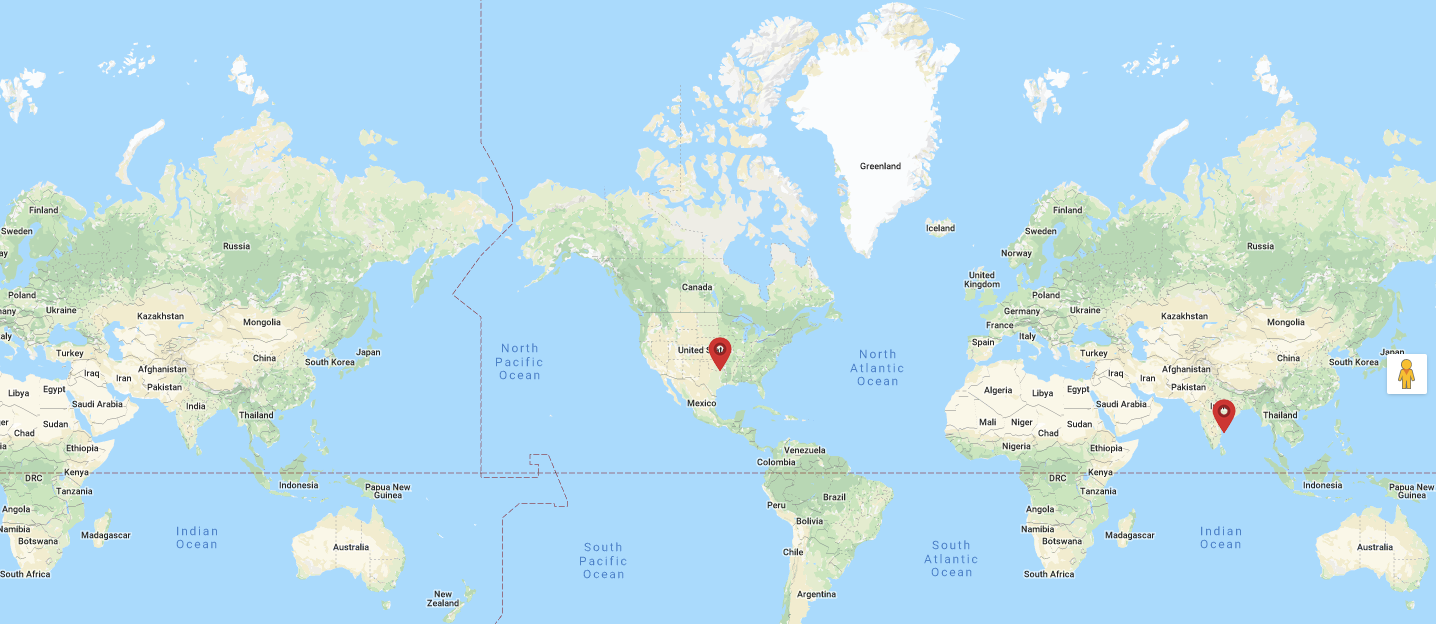 Greenland
Finland
Sweden
Russia
Iceland
Finland
Sweden
Norway
Russia
United
Kingdom
Canada
Poland
Ukraine
Kazakhstan
Mongolia
Poland
Germany
Ukraine
Kazakhstan
Mongolia
France
Italy
Spain
Turkey
China
South Korea
Japan
North
Pacific
Ocean
United S
North
Atlantic
Ocean
Turkey
China
South Korea
Japan
Iraq
Iran
Afghanistan
Pakistan
Iraq
Iran
Afghanistan
Pakistan
Libya
Egypt
Saudi Arabia
India
Thailand
Mexico
Algeria
Libya
Egypt
Saudi Arabia
Thailand
Chad
Sudan
Mali
Niger
Chad
Sudan
Ethiopia
Nigeria
Ethiopia
Venezuela
Colombia
DRC
Kenya
Tanzania
Indonesia
Papua New
Guinea
Brazil
DRC
Kenya
Tanzania
Indonesia
Papua New
Guinea
Peru
Angola
Namibia
Botswana
Madagascar
Indian
Ocean
Bolivia
Angola
Namibia
Botswana
Madagascar
Indian
Ocean
Australia
South
Pacific
Ocean
Chile
South
Atlantic
Ocean
Australia
South Africa
South Africa
New
Zealand
Argentina